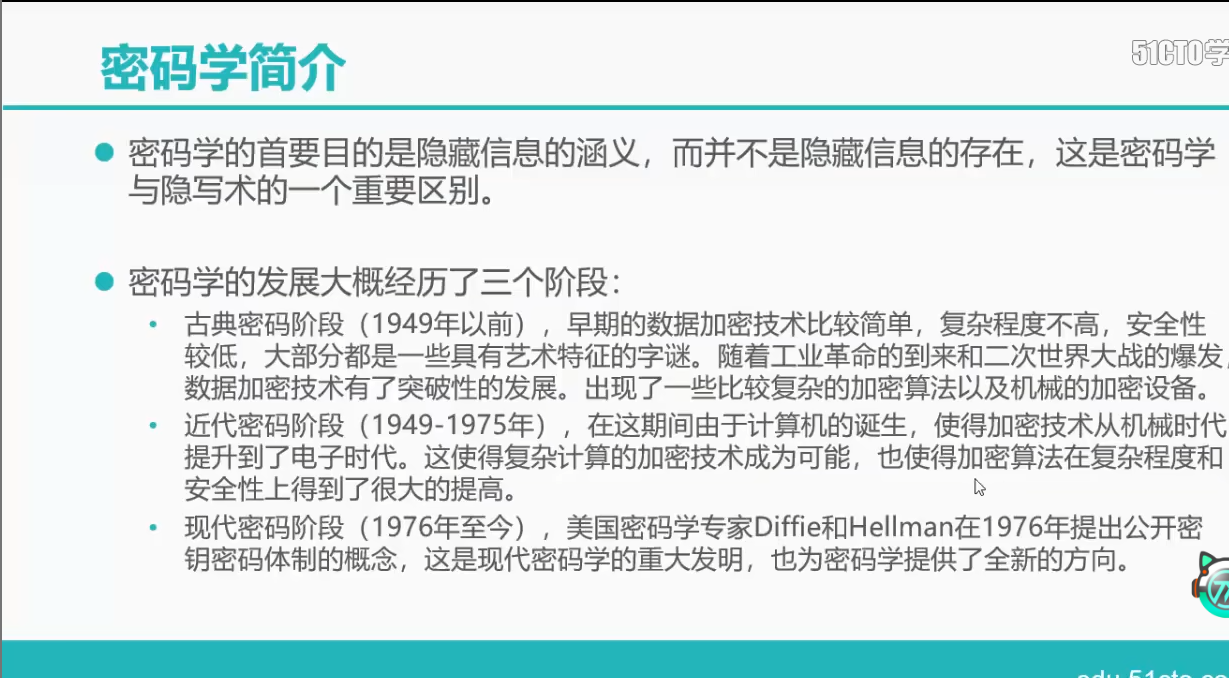 密码学简介
51CTO学
密码学的首要目的是隐藏信息的涵义，而并不是隐藏信息的存在，这是密码学
与隐写术的一个重要区别。
密码学的发展大概经历了三个阶段：
古典密码阶段（1949年以前），早期的数据加密技术比较简单，复杂程度不高，安全性
较低，大部分都是一些具有艺术特征的字谜。随着工业革命的到来和二次世界大战的爆发，
数据加密技术有了突破性的发展。出现了一些比较复杂的加密算法以及机械的加密设备。
近代密码阶段（1949-1975年），在这期间由于计算机的诞生，使得加密技术从机械时代
提升到了电子时代。这使得复杂计算的加密技术成为可能，也使得加密算法在复杂程度和
安全性上得到了很大的提高。
现代密码阶段（1976年至今），美国密码学专家Diffie和Hellman在1976年提出公开密
钥密码体制的概念，这是现代密码学的重大发明，也为密码学提供了全新的方向。